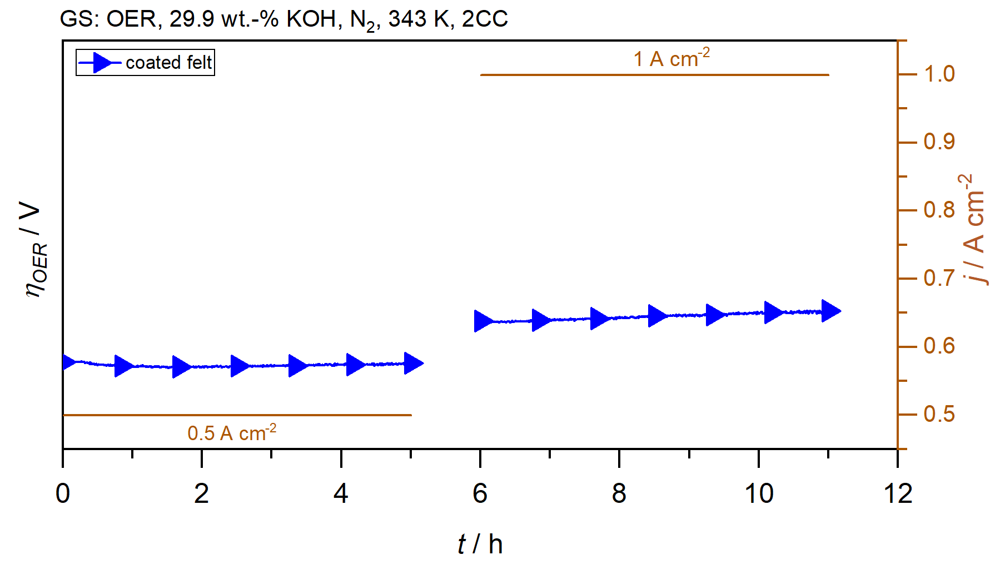 GS: OER, 29.9 wt.-% KOH, N₂, 343 K, 2CC
coated felt
1 A cm⁻²
0.5 A cm⁻²
η_OER / V
1.0
0.9
0.8
0.7
0.6
0.5
j / A cm⁻²
0 2 4 6 8 10 12
t / h